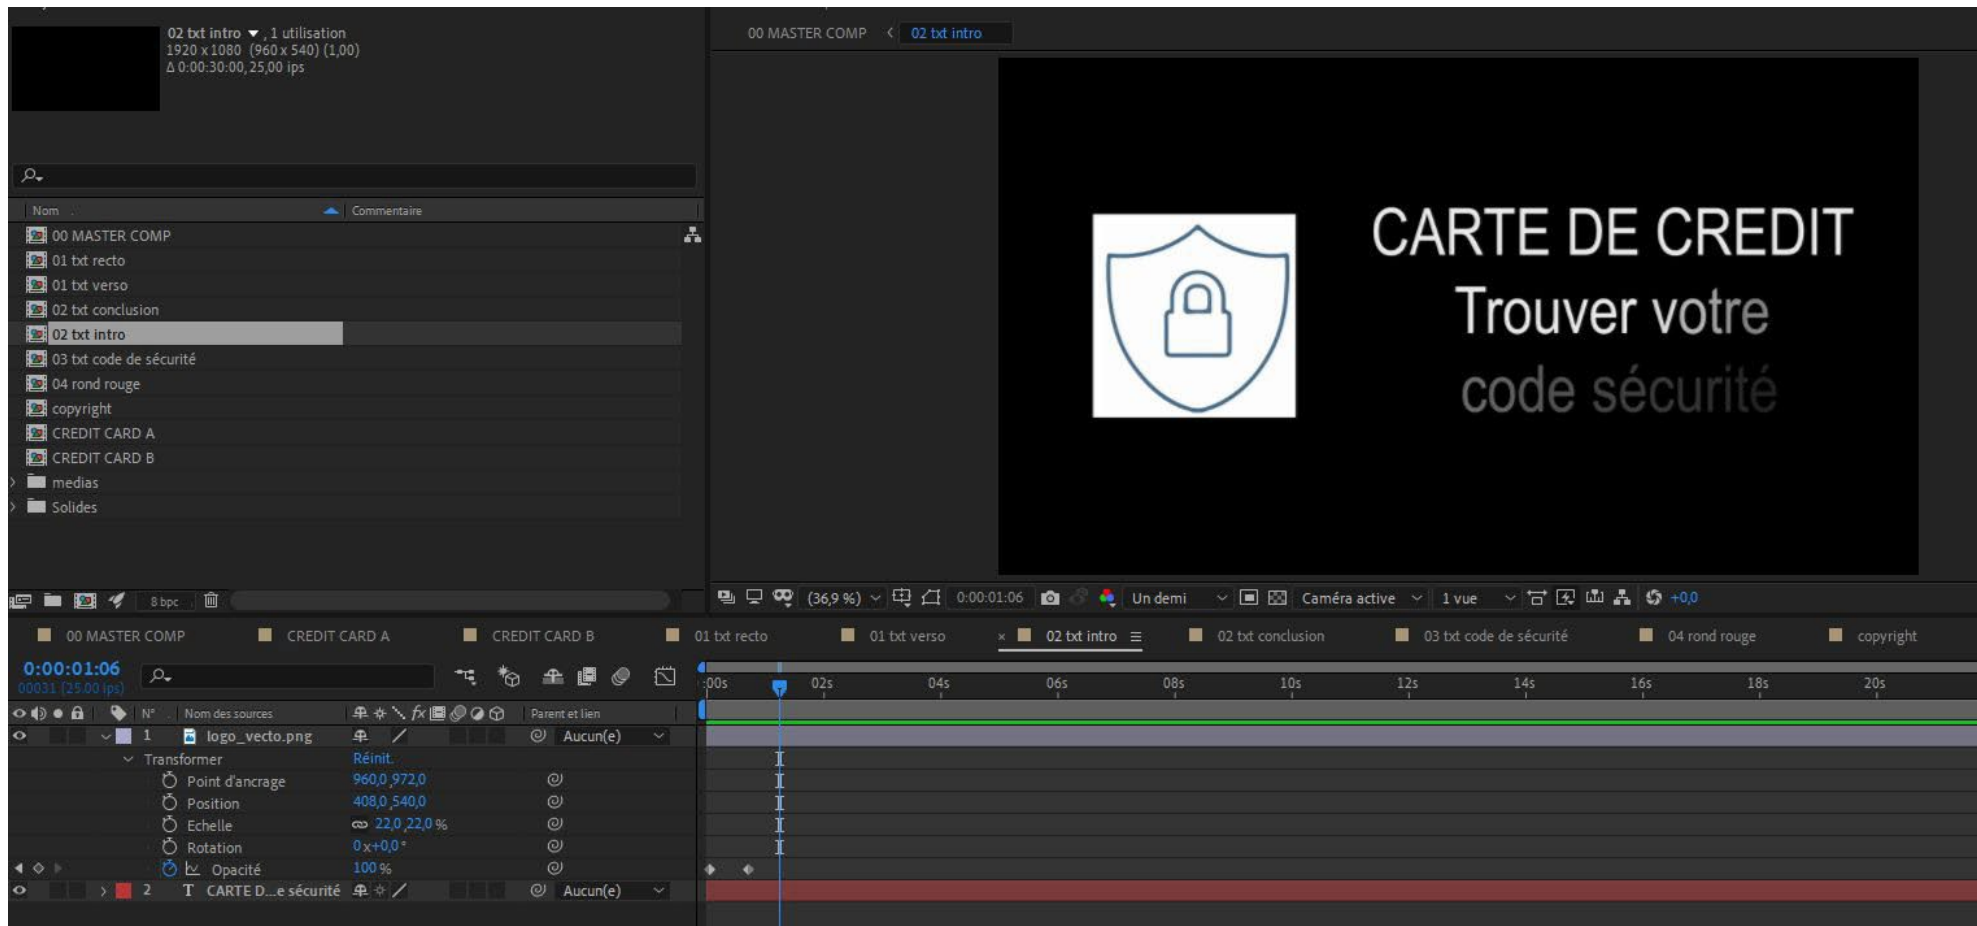 02 txt intro , 1 utilisation
1920 x 1080 (960 x 540) (1,00)
Δ 0:00:30:00, 25,00 ips
00 MASTER COMP
02 txt intro
CARTE DE CREDIT
Trouver votre
code sécurité
Nom
Commentaire
00 MASTER COMP
01 txt recto
01 txt verso
02 txt conclusion
02 txt intro
03 txt code de sécurité
04 rond rouge
copyright
CREDIT CARD A
CREDIT CARD B
medias
Solides
8 bpc
(36,9 %)
0:00:01:06
Un demi
Caméra active
1 vue
+0,0
00 MASTER COMP
CREDIT CARD A
CREDIT CARD B
01 txt recto
01 txt verso
× 02 txt intro
02 txt conclusion
03 txt code de sécurité
04 rond rouge
copyright
0:00:01:06
00031 (25.00 ips)
:00s 02s 04s 06s 08s 10s 12s 14s 16s 18s 20s
N° Nom des sources fx Parent et lien
1 logo_vecto.png Aucun(e)
Transformer Réinit.
Point d'ancrage 960,0 ,972,0
Position 408,0 ,540,0
Echelle 22,0 ,22,0 %
Rotation 0 x+0,0 °
Opacité 100 %
2 T CARTE D...e sécurité Aucun(e)